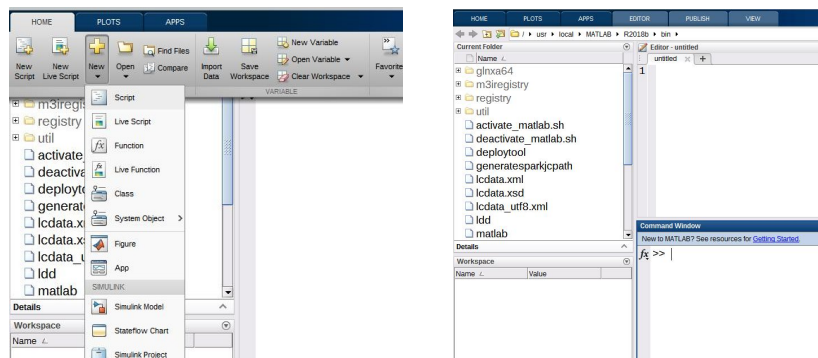 HOME PLOTS APPS
New Script
New Live Script
New
Open
Find Files
Compare
Import Data
Save Workspace
New Variable
Open Variable
Clear Workspace
Favorite
VARIABLE
m3iregis
registry
util
activate_
deactiva
deployto
generat
lcdata.x
lcdata.x
lcdata_u
ldd
matlab
Details
Workspace
Name
Script
Live Script
Function
Live Function
Class
System Object
Figure
App
SIMULINK
Simulink Model
Stateflow Chart
Simulink Project
HOME PLOTS APPS EDITOR PUBLISH VIEW
/ usr local MATLAB R2018b bin
Current Folder
Name
glnxa64
m3iregistry
registry
util
activate_matlab.sh
deactivate_matlab.sh
deploytool
generatesparkjcpath
lcdata.xml
lcdata.xsd
lcdata_utf8.xml
ldd
matlab
Details
Workspace
Name Value
Editor - untitled
untitled
1
Command Window
New to MATLAB? See resources for Getting Started.
fx >>